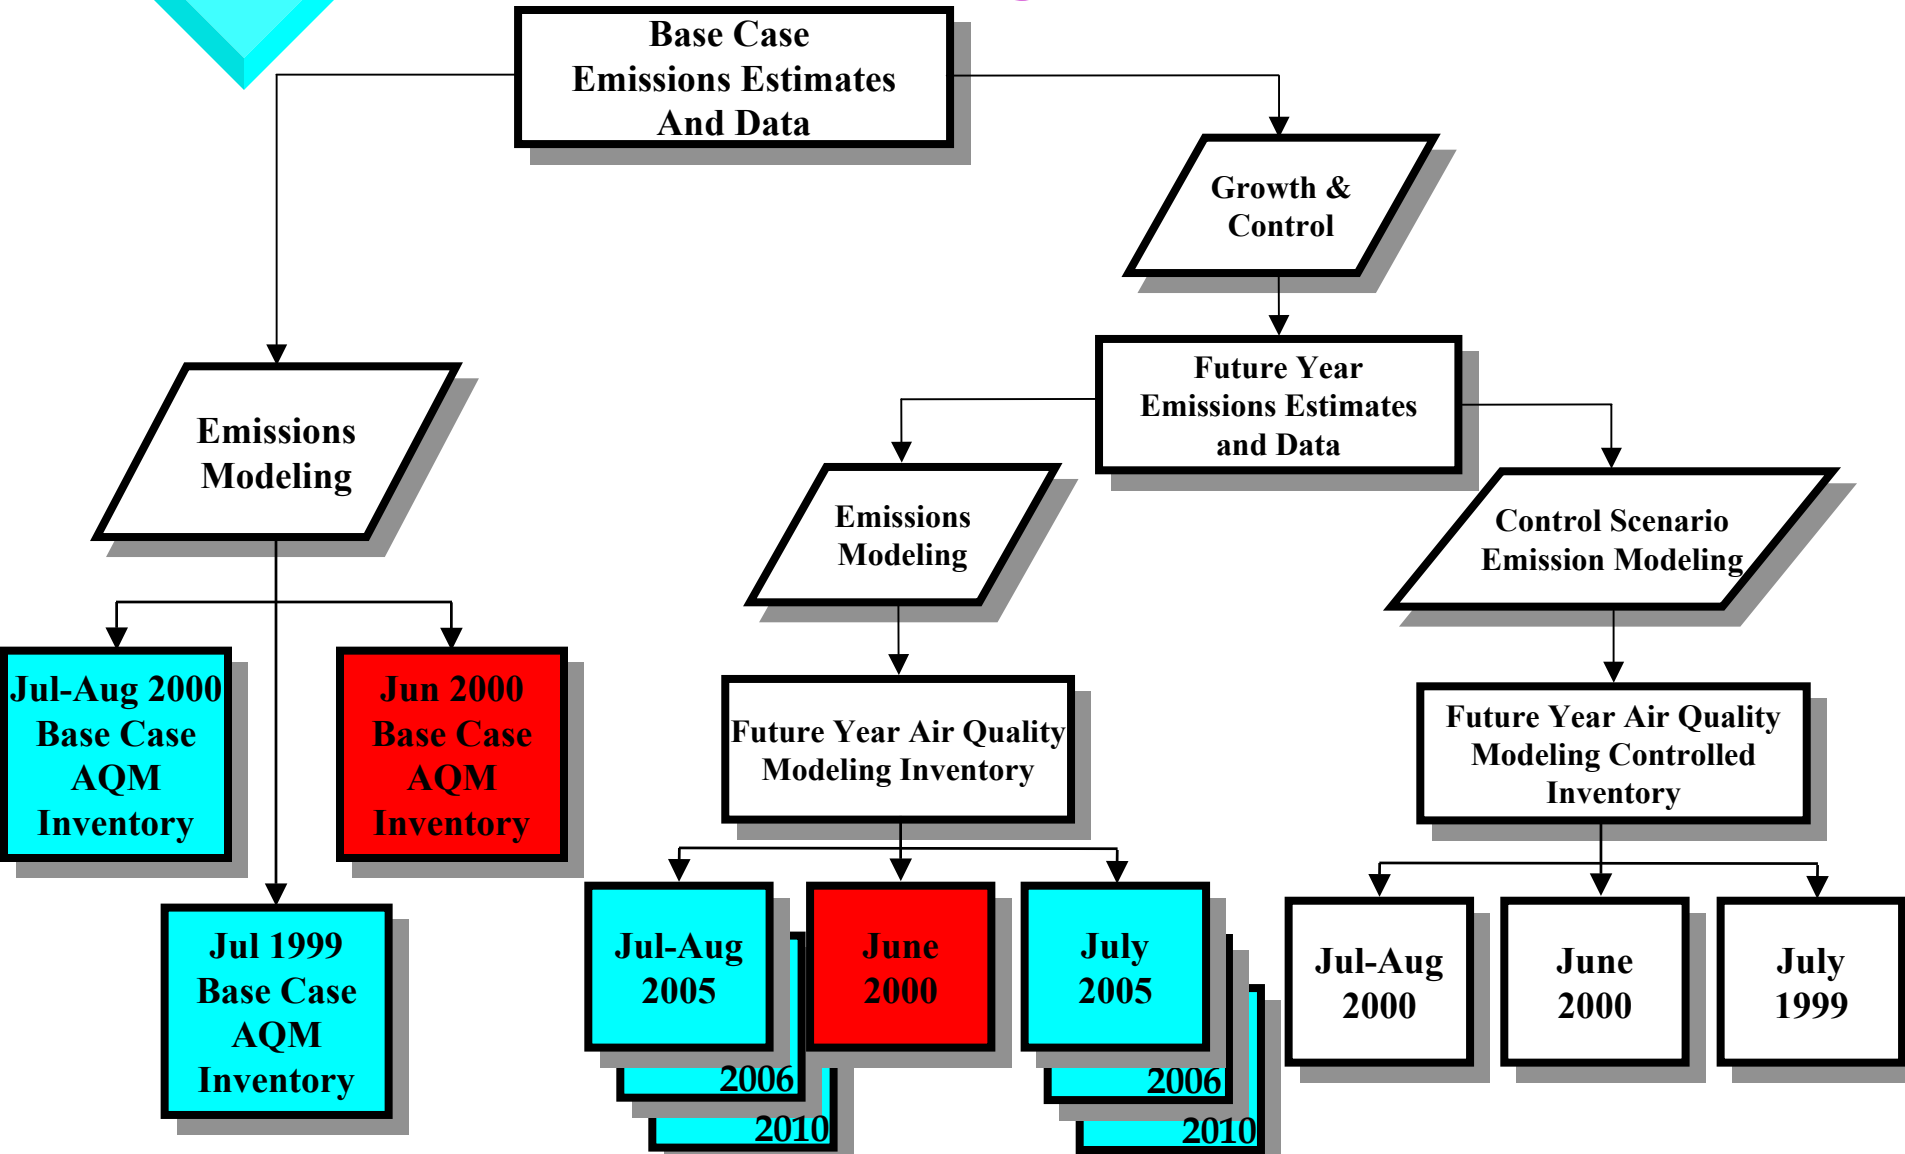 Base Case
Emissions Estimates
And Data
Growth &
Control
Future Year
Emissions Estimates
and Data
Emissions
Modeling
Emissions
Modeling
Control Scenario
Emission Modeling
Jul-Aug 2000
Base Case
AQM
Inventory
Jun 2000
Base Case
AQM
Inventory
Jul 1999
Base Case
AQM
Inventory
Future Year Air Quality
Modeling Inventory
Future Year Air Quality
Modeling Controlled
Inventory
Jul-Aug
2005
2006
2010
June
2000
July
2005
2006
2010
Jul-Aug
2000
June
2000
July
1999